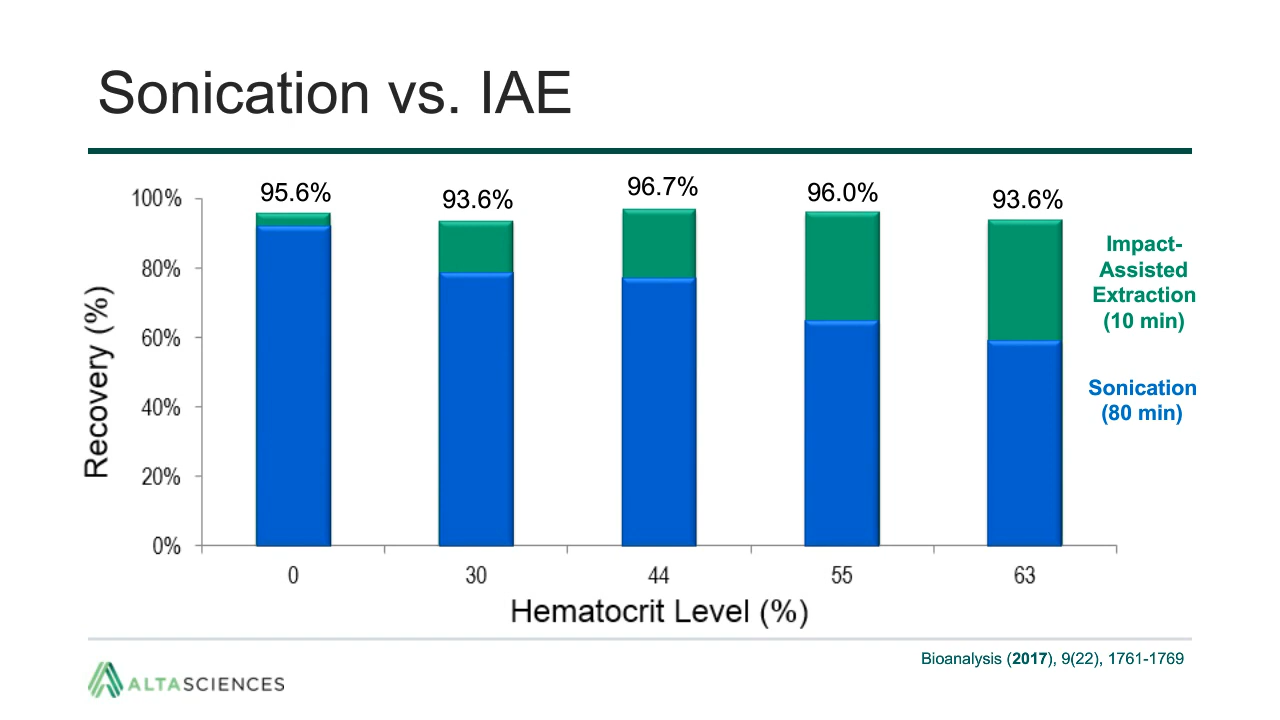 Sonication vs. IAE
95.6%
93.6%
96.7%
96.0%
93.6%
100%
80%
60%
40%
20%
0%
Recovery (%)
0
30
44
55
63
Hematocrit Level (%)
Impact-
Assisted
Extraction
(10 min)
Sonication
(80 min)
Bioanalysis (2017), 9(22), 1761-1769
ALTASCIENCES